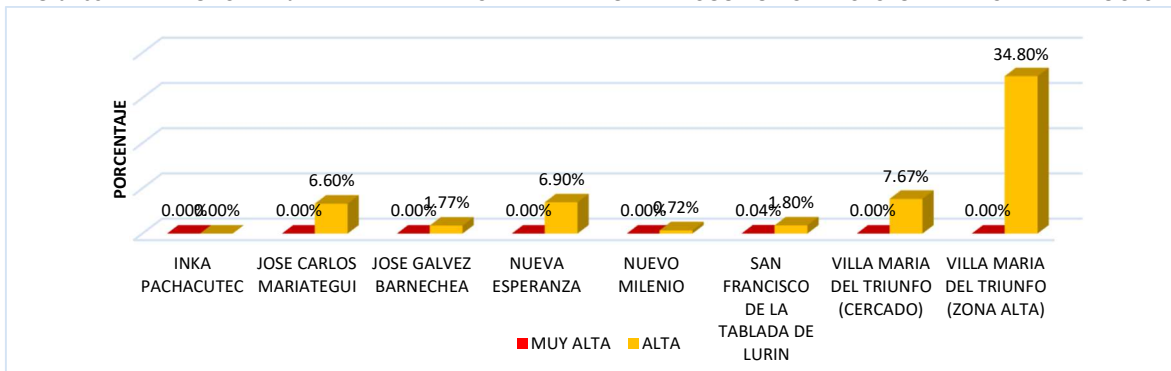 PORCENTAJE
0.00% 0.00% 0.00% 6.60% 0.00% 1.77% 0.00% 6.90% 0.00% 0.72% 0.04% 1.80% 0.00% 7.67% 0.00% 34.80%
INKA PACHACUTEC
JOSE CARLOS MARIATEGUI
JOSE GALVEZ BARNECHEA
NUEVA ESPERANZA
NUEVO MILENIO
SAN FRANCISCO DE LA TABLADA DE LURIN
VILLA MARIA DEL TRIUNFO (CERCADO)
VILLA MARIA DEL TRIUNFO (ZONA ALTA)
MUY ALTA ALTA